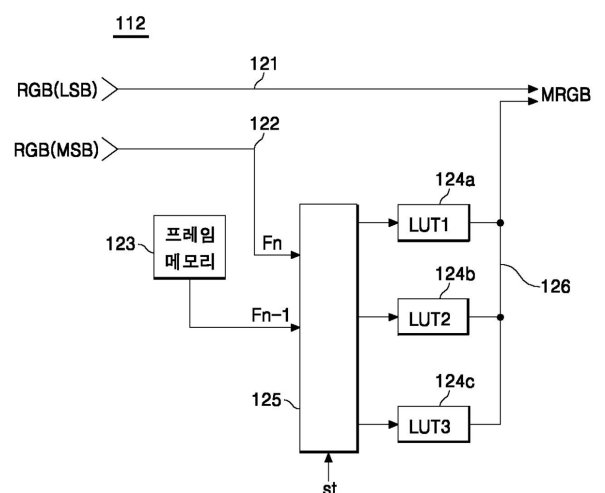 112
121
RGB(LSB)
MRGB
122
RGB(MSB)
124a
123
프레임
메모리
Fn
LUT1
124b
126
Fn-1
LUT2
124c
125
LUT3
st